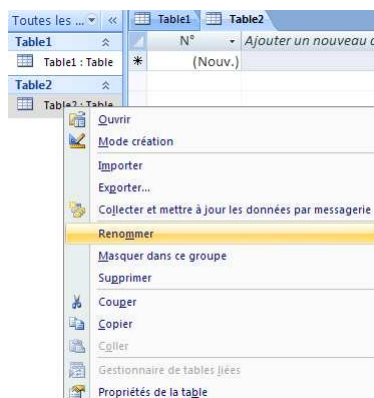 Toutes les ... « Table1 Table2
Table1 N° Ajouter un nouveau c
Table1 : Table * (Nouv.)
Table2
Table2 : Table
Ouvrir
Mode création
Importer
Exporter...
Collecter et mettre à jour les données par messagerie
Renommer
Masquer dans ce groupe
Supprimer
Couper
Copier
Coller
Gestionnaire de tables liées
Propriétés de la table